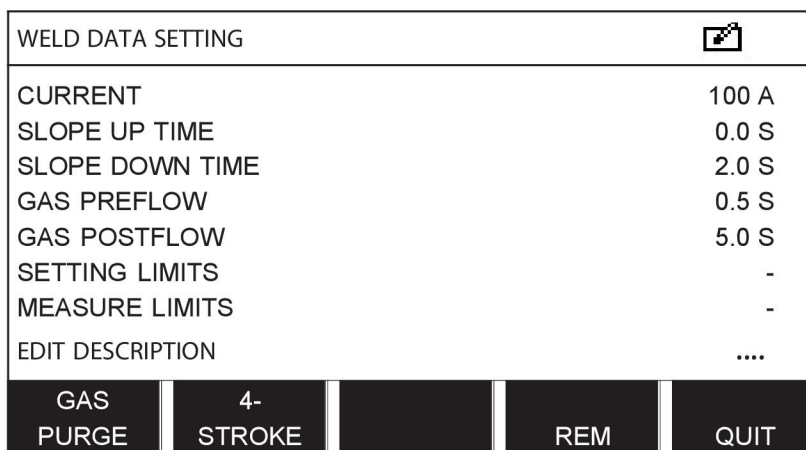 WELD DATA SETTING
CURRENT 100 A
SLOPE UP TIME 0.0 S
SLOPE DOWN TIME 2.0 S
GAS PREFLOW 0.5 S
GAS POSTFLOW 5.0 S
SETTING LIMITS -
MEASURE LIMITS -
EDIT DESCRIPTION ....
GAS PURGE
4-STROKE
REM
QUIT